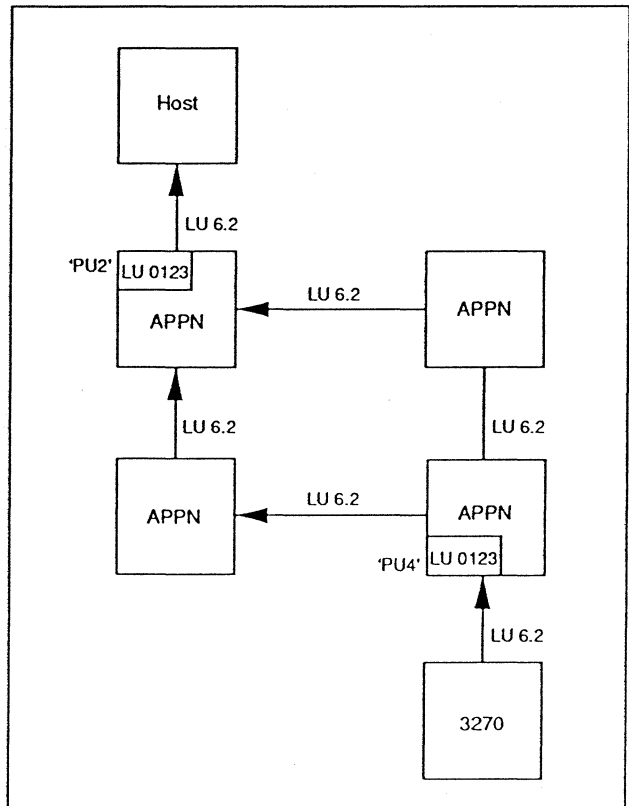 Host
LU 6.2
'PU2'
LU 0123
APPN
LU 6.2
APPN
LU 6.2
LU 6.2
APPN
LU 6.2
APPN
'PU4'
LU 0123
LU 6.2
3270